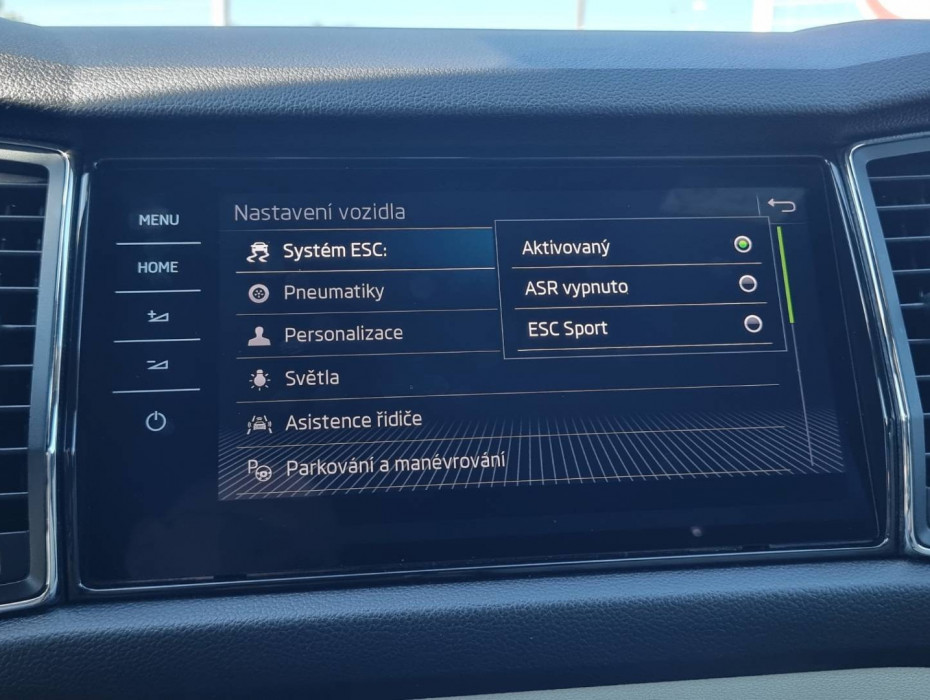 MENU
HOME
Nastavení vozidla
Systém ESC:
Aktivovaný
ASR vypnuto
ESC Sport
Pneumatiky
Personalizace
Světla
Asistence řidiče
Parkování a manévrování